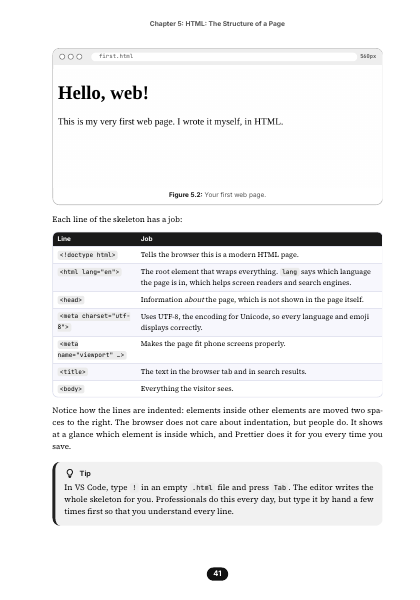 Chapter 5: HTML: The Structure of a Page
first.html
560px
Hello, web!
This is my very first web page. I wrote it myself, in HTML.
Figure 5.2: Your first web page.
Each line of the skeleton has a job:
Line Job
<!doctype html> Tells the browser this is a modern HTML page.
<html lang="en"> The root element that wraps everything. lang says which language
the page is in, which helps screen readers and search engines.
<head> Information about the page, which is not shown in the page itself.
<meta charset="utf- Uses UTF-8, the encoding for Unicode, so every language and emoji
8"> displays correctly.
<meta Makes the page fit phone screens properly.
name="viewport" …>
<title> The text in the browser tab and in search results.
<body> Everything the visitor sees.
Notice how the lines are indented: elements inside other elements are moved two spa-
ces to the right. The browser does not care about indentation, but people do. It shows
at a glance which element is inside which, and Prettier does it for you every time you
save.
Tip
In VS Code, type ! in an empty .html file and press Tab. The editor writes the
whole skeleton for you. Professionals do this every day, but type it by hand a few
times first so that you understand every line.
41